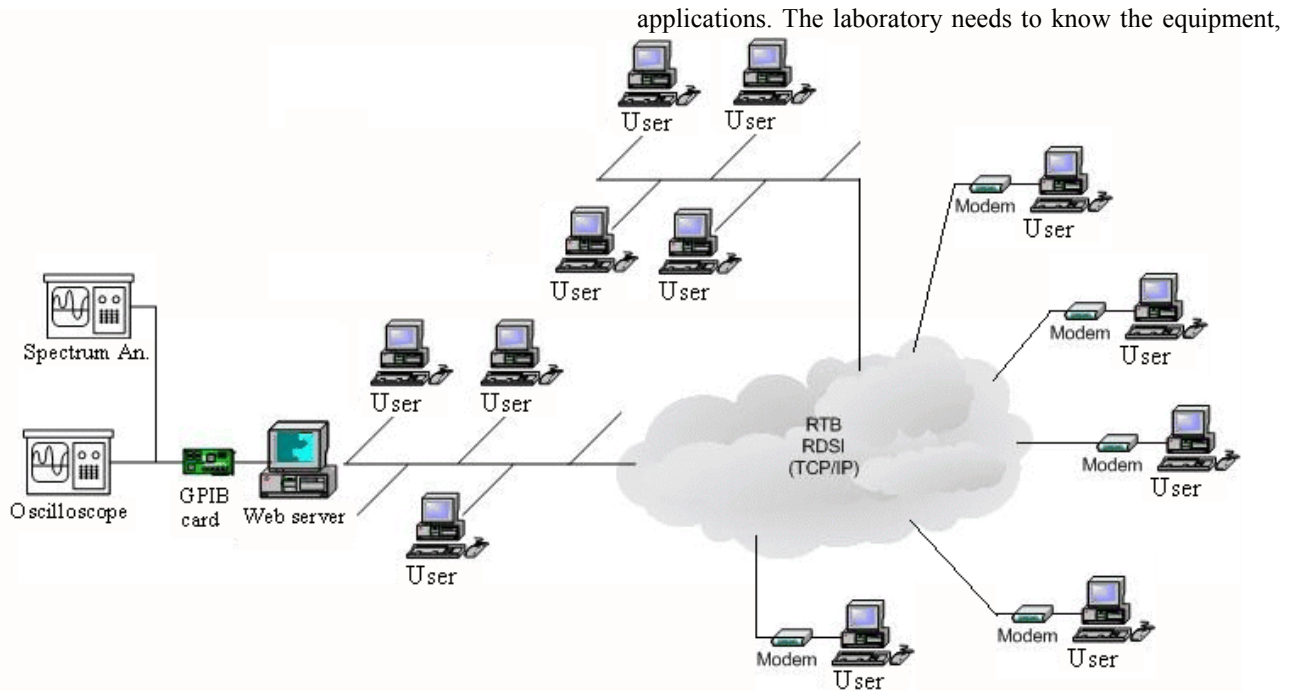 applications. The laboratory needs to know the equipment,
User
User
User
User
Modem
User
Modem
User
Spectrum An.
User
User
RTB
RDSI
(TCP/IP)
Modem
User
Oscilloscope
GPIB
card
Web server
User
Modem
User
Modem
User